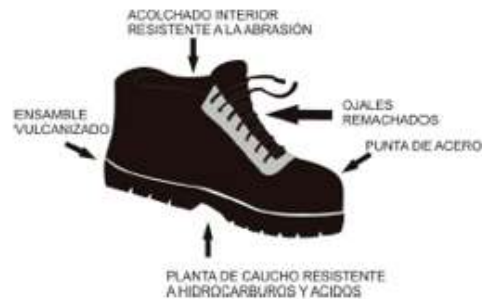 ACOLCHADO INTERIOR
RESISTENTE A LA ABRASIÓN
OJALES
REMACHADOS
ENSAMBLE
VULCANIZADO
PUNTA DE ACERO
PLANTA DE CAUCHO RESISTENTE
A HIDROCARBUROS Y ACIDOS